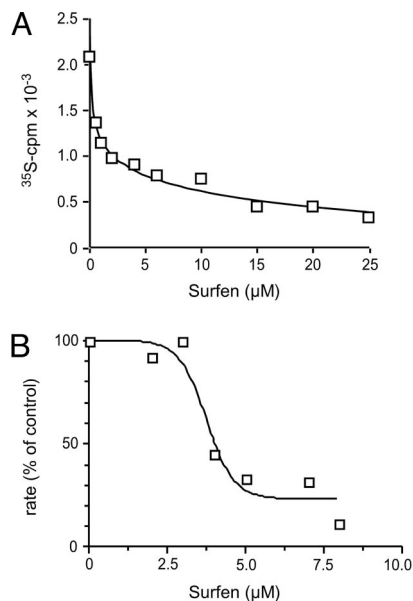 A
2.5
2.0
1.5
1.0
0.5
0
³⁵S-cpm x 10⁻³
0 5 10 15 20 25
Surfen (µM)
B
100
50
0
rate (% of control)
0 2.5 5.0 7.5 10.0
Surfen (µM)